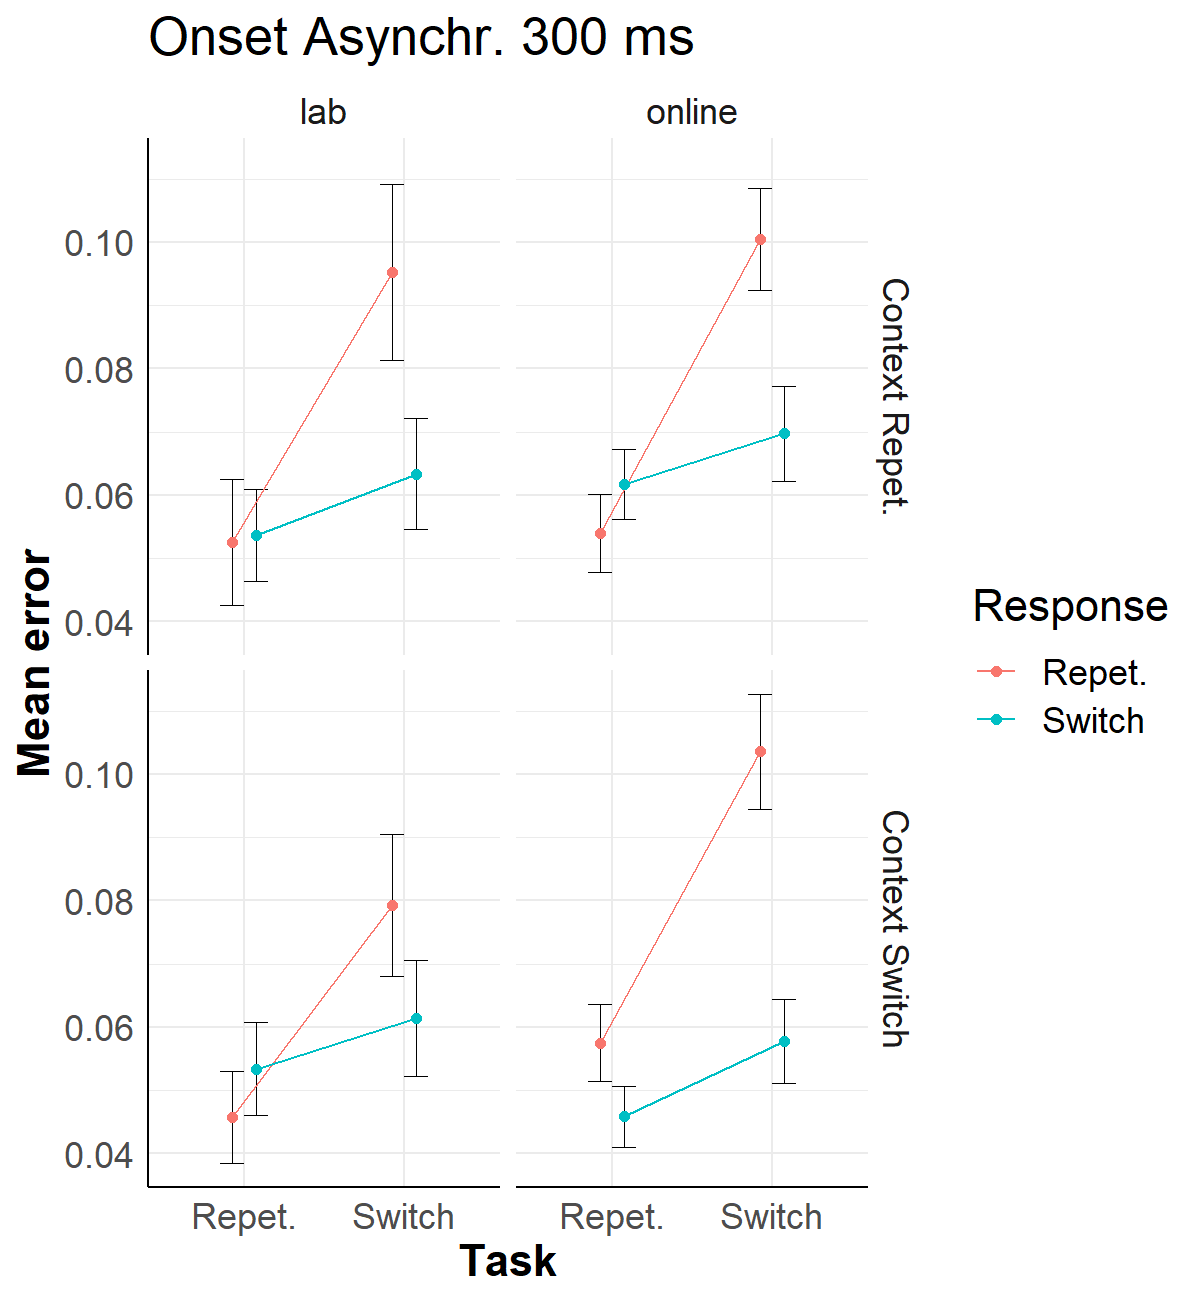 Onset Asynchr. 300 ms
lab
online
0.10
0.08
0.06
0.04
Context Repet.
Mean error
0.10
0.08
0.06
0.04
Context Switch
Repet.
Switch
Repet.
Switch
Task
Response
Repet.
Switch